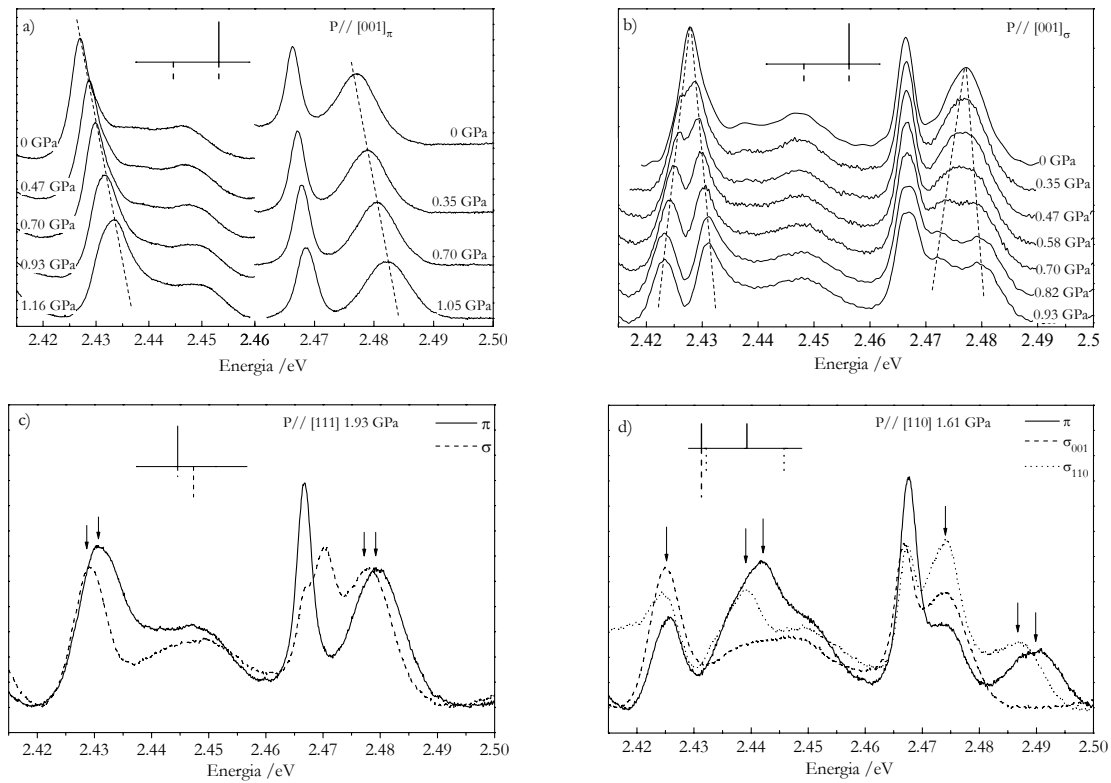 a)
P// [001]π
0 GPa
0.47 GPa
0.70 GPa
0.93 GPa
1.16 GPa
0 GPa
0.35 GPa
0.70 GPa
1.05 GPa
2.42 2.43 2.44 2.45 2.46 2.47 2.48 2.49 2.50
Energia /eV
b)
P// [001]σ
0 GPa
0.35 GPa
0.47 GPa
0.58 GPa
0.70 GPa
0.82 GPa
0.93 GPa
2.42 2.43 2.44 2.45 2.46 2.47 2.48 2.49 2.50
Energia /eV
c)
P// [111] 1.93 GPa
π
σ
2.42 2.43 2.44 2.45 2.46 2.47 2.48 2.49 2.50
Energia /eV
d)
P// [110] 1.61 GPa
π
σ001
σ110
2.42 2.43 2.44 2.45 2.46 2.47 2.48 2.49 2.50
Energia /eV